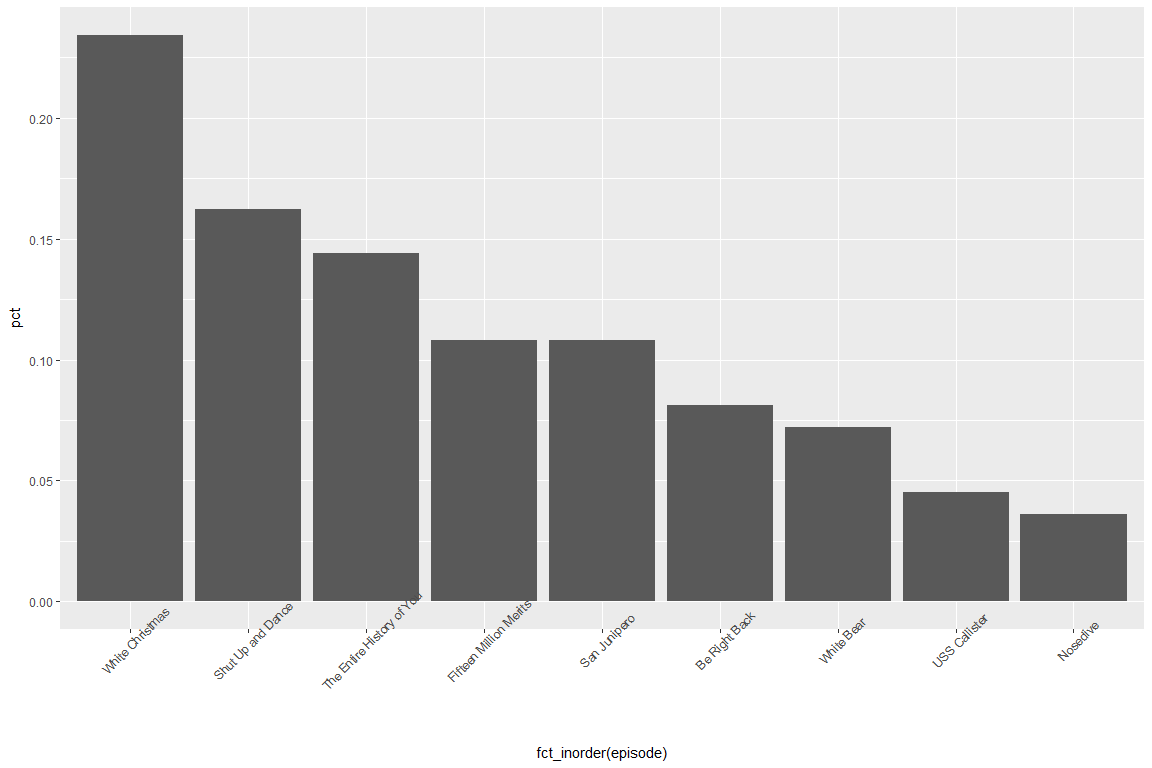 0.20
0.15
0.10
0.05
0.00
pct
White Christmas
Shut Up and Dance
The Entire History of You
Fifteen Million Merits
San Junipero
Be Right Back
White Bear
USS Callister
Nosedive
fct_inorder(episode)